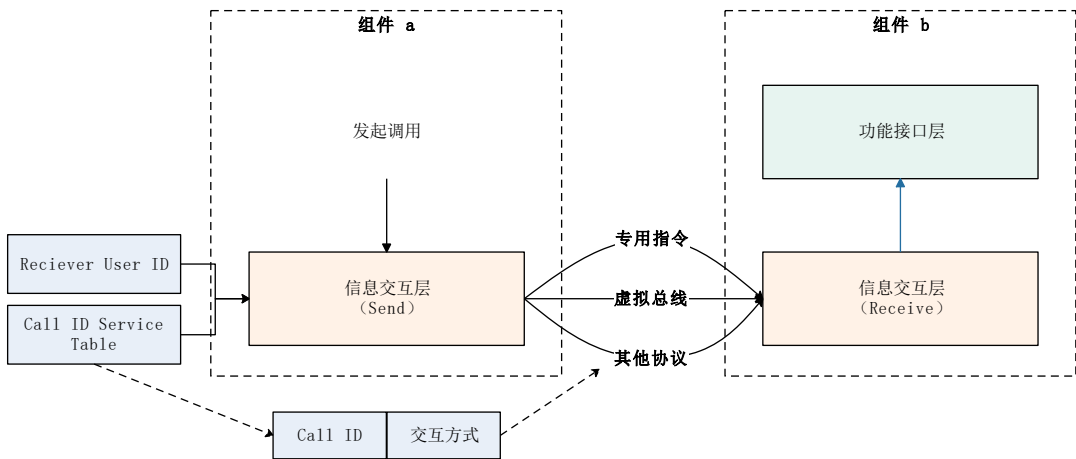 组件 a
组件 b
发起调用
功能接口层
专用指令
Reciever User ID
信息交互层
（Send）
虚拟总线
信息交互层
（Receive）
Call ID Service
Table
其他协议
Call ID
交互方式